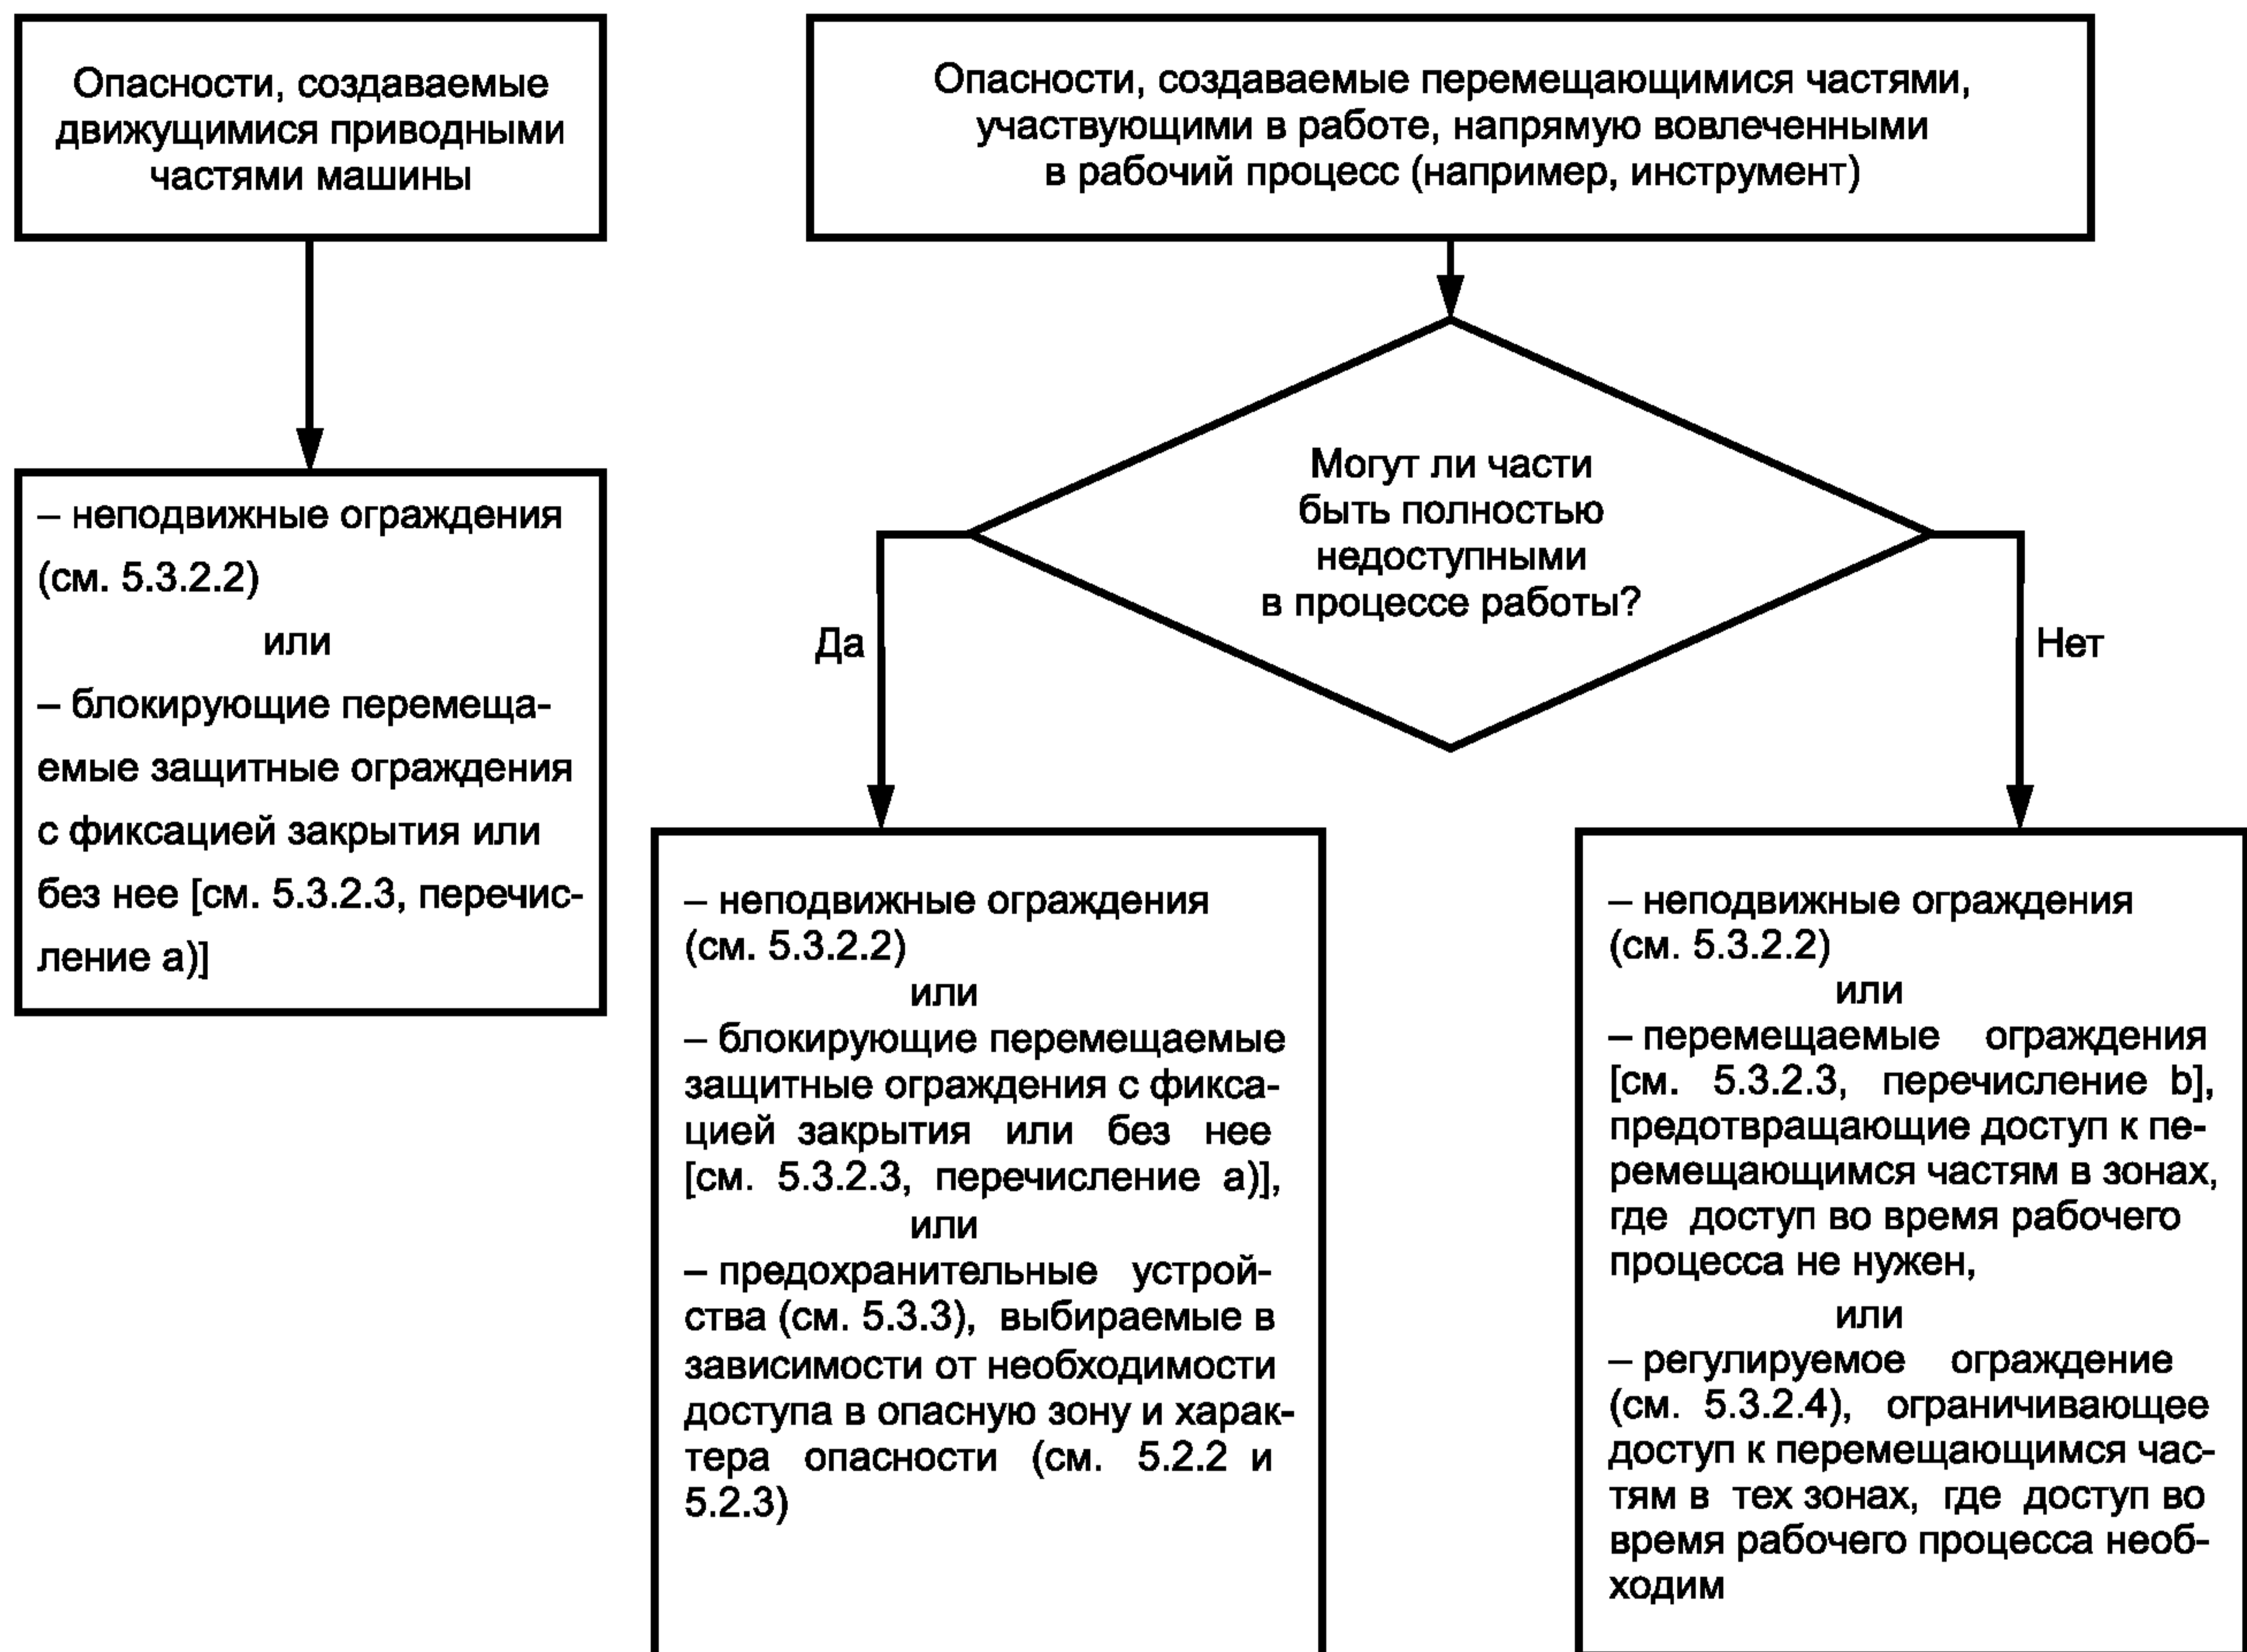 Опасности, создаваемые
движущимися приводными
частями машины
Опасности, создаваемые перемещающимися частями,
участвующими в работе, напрямую вовлеченными
в рабочий процесс (например, инструмент)
– неподвижные ограждения
(см. 5.3.2.2)
или
– блокирующие перемеща-
емые защитные ограждения
с фиксацией закрытия или
без нее [см. 5.3.2.3, перечис-
ление а)]
Могут ли части
быть полностью
недоступными
в процессе работы?
Да
Нет
– неподвижные ограждения
(см. 5.3.2.2)
или
– блокирующие перемещаемые
защитные ограждения с фикса-
цией закрытия или без нее
[см. 5.3.2.3, перечисление а)],
или
– предохранительные устрой-
ства (см. 5.3.3), выбираемые в
зависимости от необходимости
доступа в опасную зону и харак-
тера опасности (см. 5.2.2 и
5.2.3)
– неподвижные ограждения
(см. 5.3.2.2)
или
– перемещаемые ограждения
[см. 5.3.2.3, перечисление b],
предотвращающие доступ к пе-
ремещающимся частям в зонах,
где доступ во время рабочего
процесса не нужен,
или
– регулируемое ограждение
(см. 5.3.2.4), ограничивающее
доступ к перемещающимся час-
тям в тех зонах, где доступ во
время рабочего процесса необ-
ходим